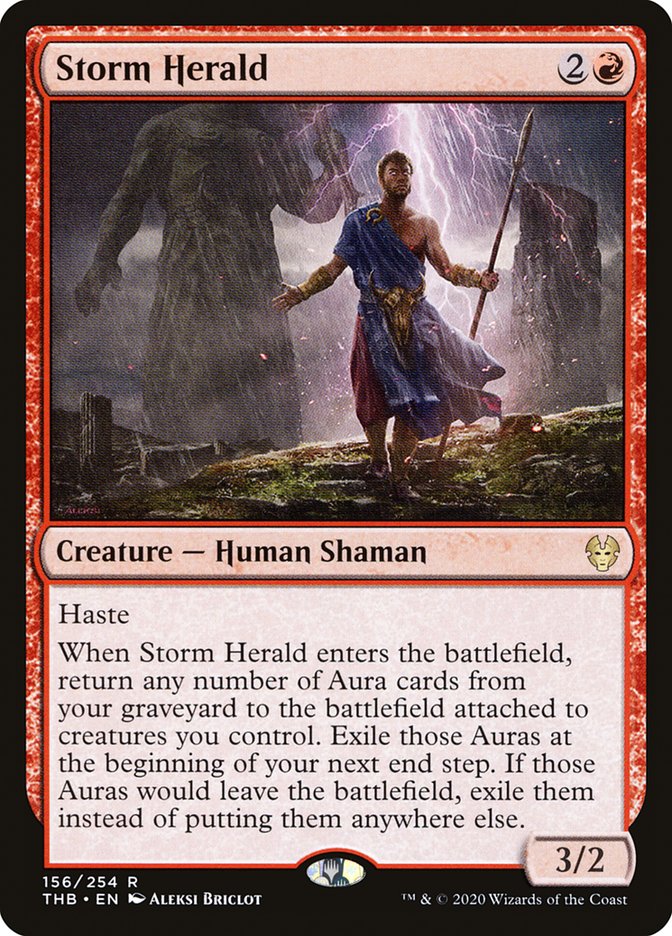 Storm Herald 2
ALEKSI
Creature — Human Shaman
Haste
When Storm Herald enters the battlefield,
return any number of Aura cards from
your graveyard to the battlefield attached to
creatures you control. Exile those Auras at
the beginning of your next end step. If those
Auras would leave the battlefield, exile them
instead of putting them anywhere else.
3/2
156/254 R
THB • EN ALEKSI BRICLOT
™ & © 2020 Wizards of the Coast